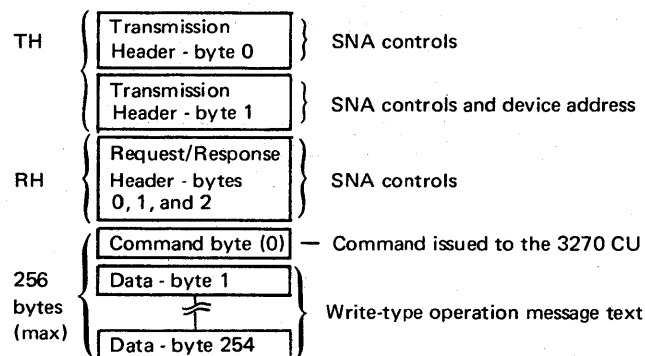 TH
Transmission
Header - byte 0
SNA controls
Transmission
Header - byte 1
SNA controls and device address
RH
Request/Response
Header - bytes
0, 1, and 2
SNA controls
Command byte (0)
Command issued to the 3270 CU
256
bytes
(max)
Data - byte 1
Write-type operation message text
Data - byte 254